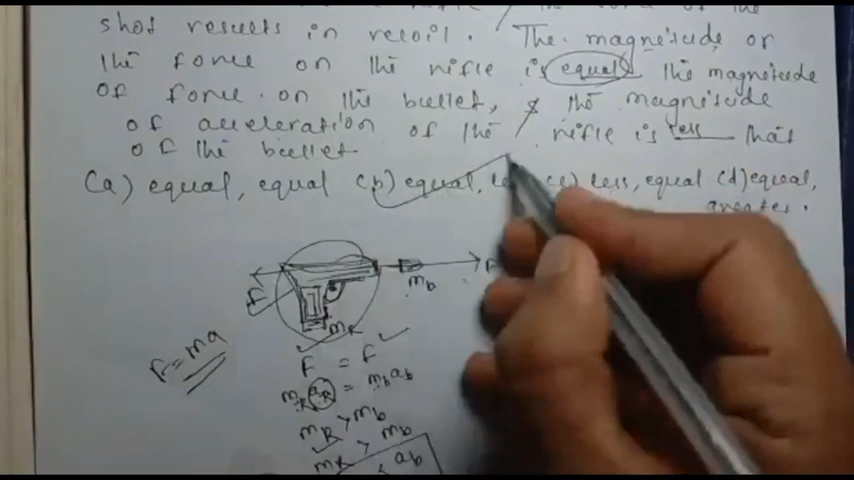 shot results in recoil. The magnitude or
the force on the rifle is equal the magnitude
of force on the bullet, & the magnitude
of acceleration of the rifle is less that
of the bullet
(a) equal, equal (b) equal, less, equal (d) equal,
greater.
F
mb
F
mR
F = ma
F = F
mR aR = mb ab
mR > mb
mR > mb
< ab